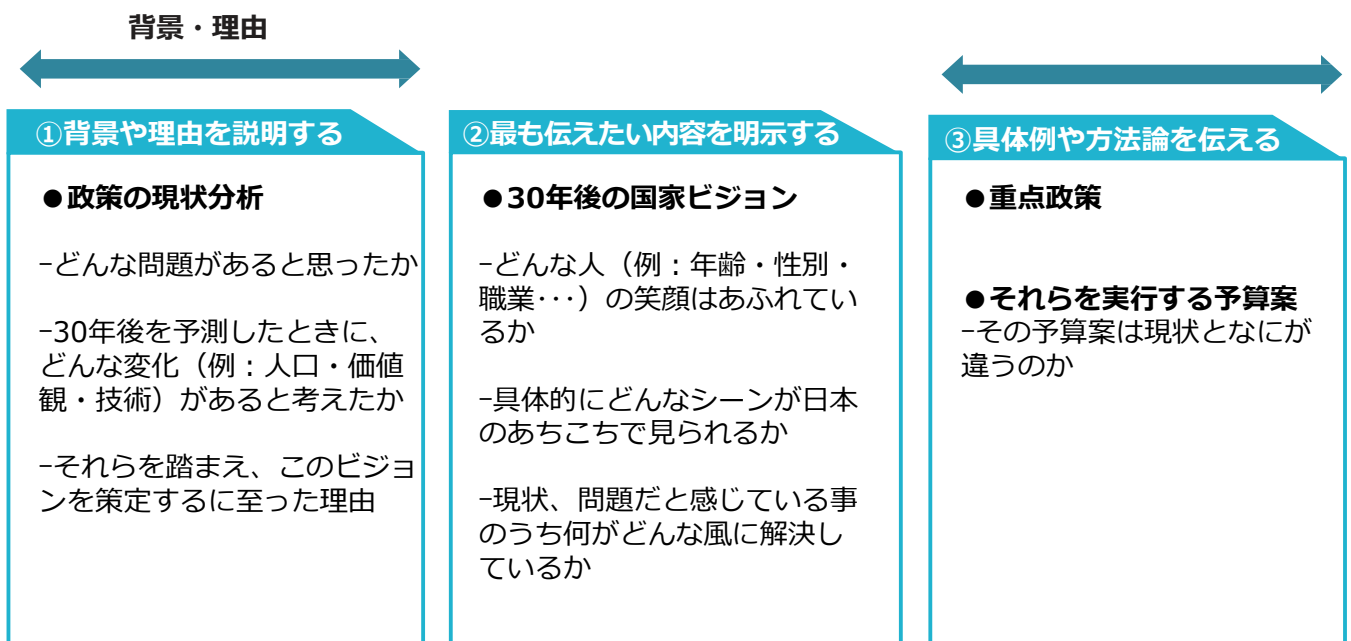 背景・理由
①背景や理由を説明する
●政策の現状分析
-どんな問題があると思ったか
-30年後を予測したときに、
どんな変化（例：人口・価値
観・技術）があると考えたか
-それらを踏まえ、このビジョ
ンを策定するに至った理由
②最も伝えたい内容を明示する
●30年後の国家ビジョン
-どんな人（例：年齢・性別・
職業･･･）の笑顔はあふれてい
るか
-具体的にどんなシーンが日本
のあちこちで見られるか
-現状、問題だと感じている事
のうち何がどんな風に解決し
ているか
③具体例や方法論を伝える
●重点政策
●それらを実行する予算案
-その予算案は現状となにが
違うのか